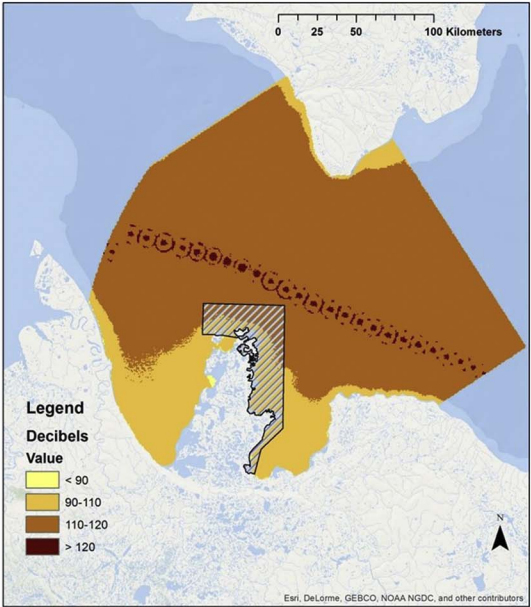 0 25 50 100 Kilometers
Legend
Decibels
Value
< 90
90-110
110-120
> 120
N
Esri, DeLorme, GEBCO, NOAA NGDC, and other contributors